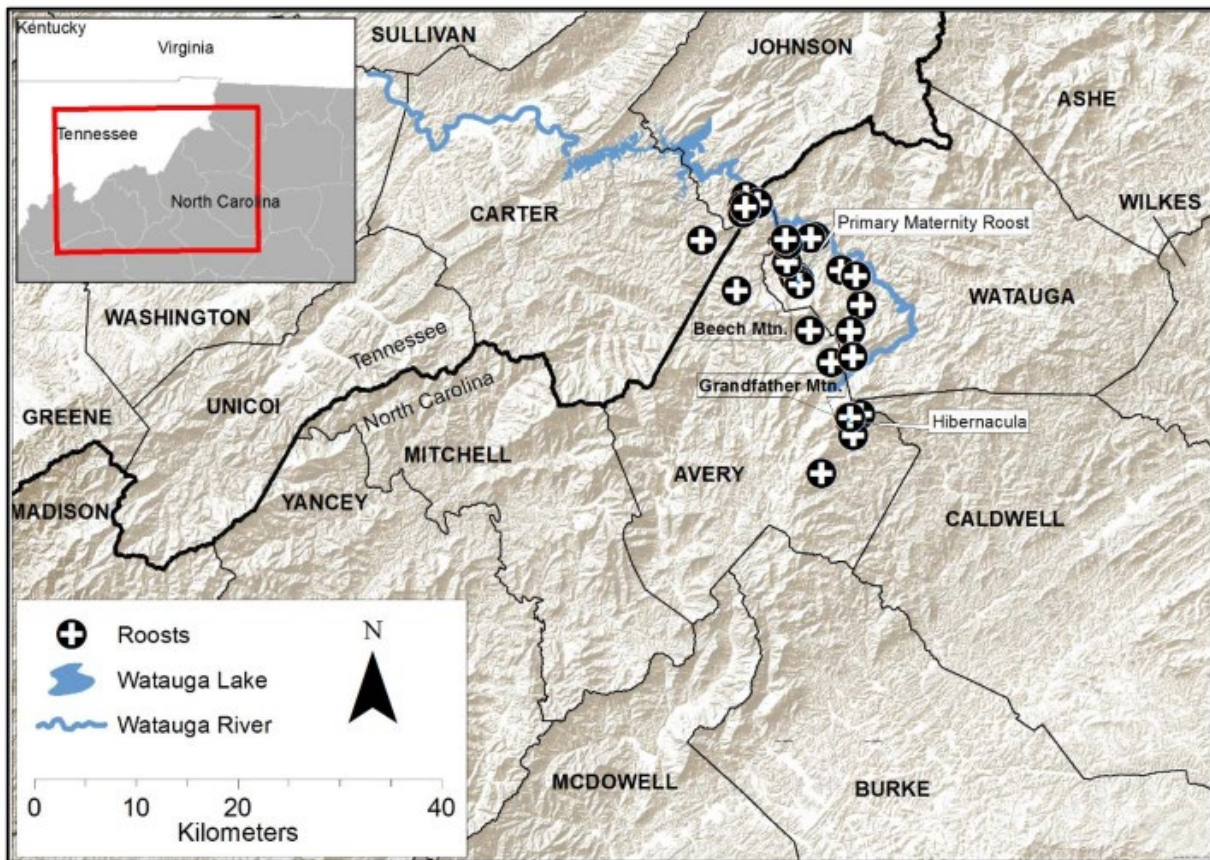 Kentucky
Virginia
Tennessee
North Carolina
SULLIVAN
JOHNSON
ASHE
WILKES
CARTER
Primary Maternity Roost
WATAUGA
WASHINGTON
Beech Mtn.
Tennessee
North Carolina
Grandfather Mtn.
GREENE
UNICOI
Hibernacula
MITCHELL
AVERY
MADISON
YANCEY
CALDWELL
Roosts
N
Watauga Lake
Watauga River
MCDOWELL
BURKE
0 10 20 40
Kilometers